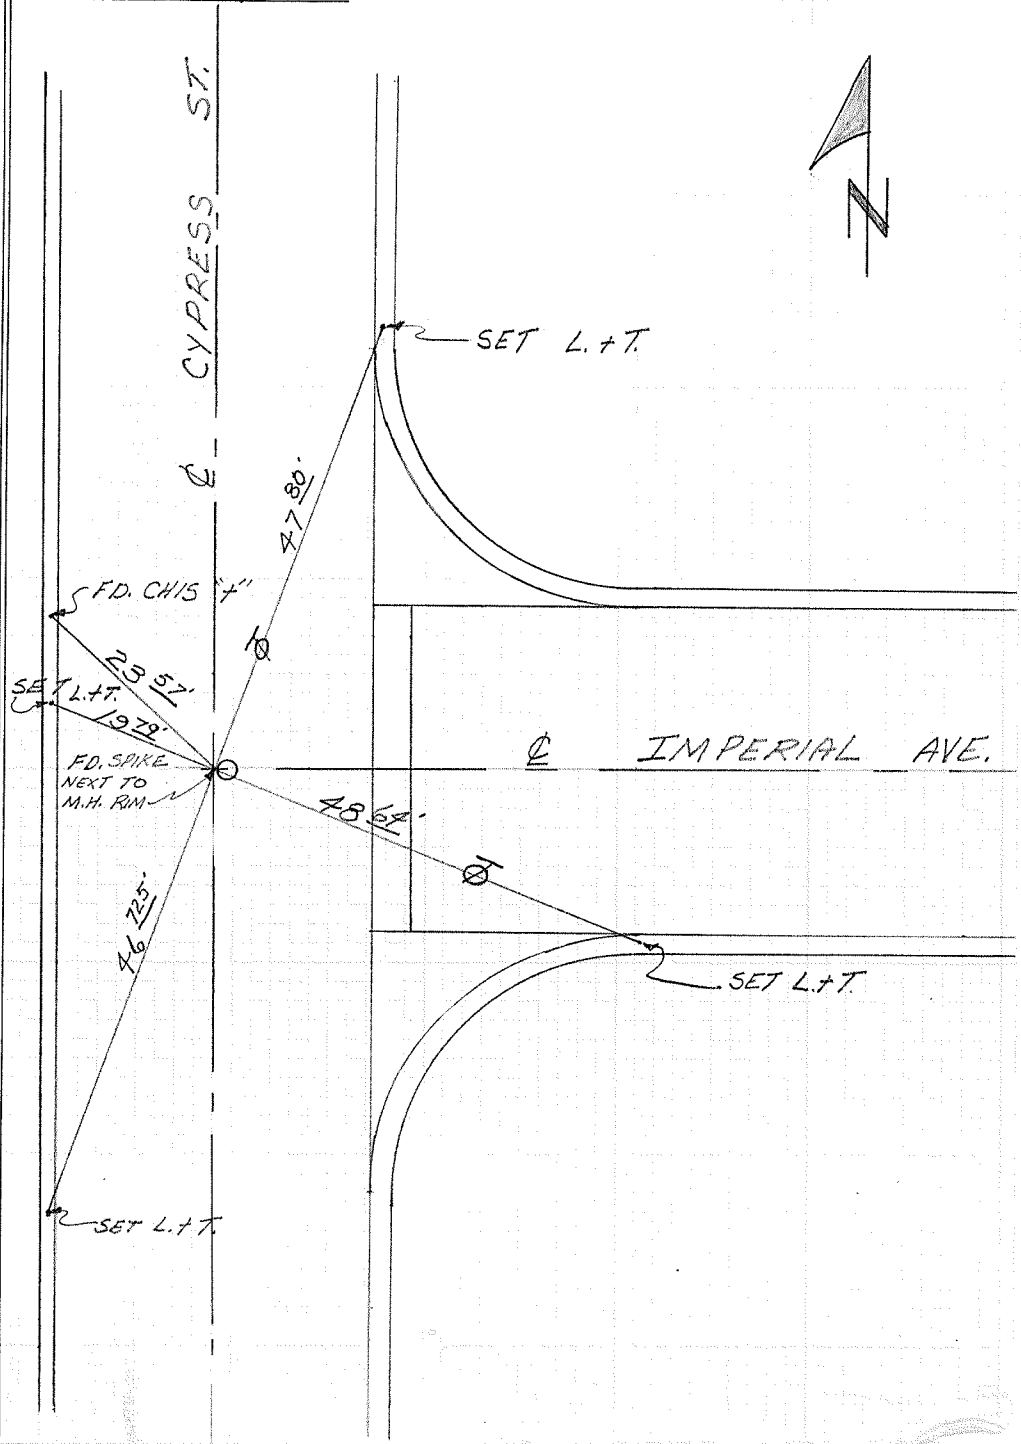 ℄ CYPRESS ST.
N
SET L.+T.
47 80'
FD. CHIS "+"
23 57'
SET L.+T.
19 79'
FD. SPIKE
NEXT TO
M.H. RIM
℄ IMPERIAL AVE.
48 64'
46 725'
SET L.+T.
SET L.+T.